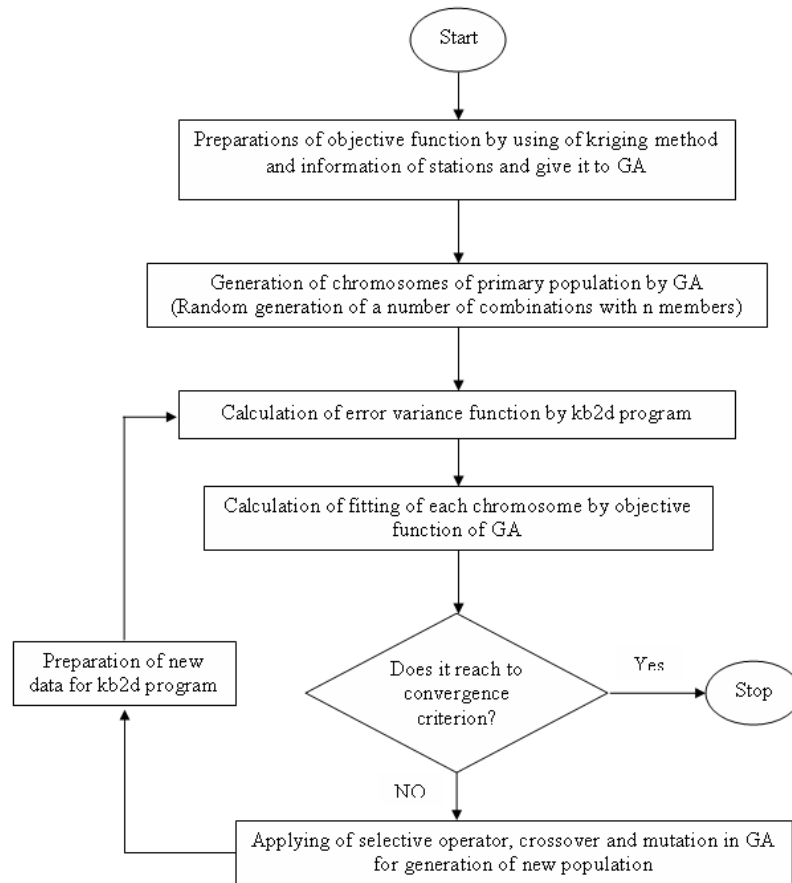 Start
Preparations of objective function by using of kriging method
and information of stations and give it to GA
Generation of chromosomes of primary population by GA
(Random generation of a number of combinations with n members)
Calculation of error variance function by kb2d program
Calculation of fitting of each chromosome by objective
function of GA
Preparation of new
data for kb2d program
Does it reach to
convergence
criterion?
Yes
Stop
NO
Applying of selective operator, crossover and mutation in GA
for generation of new population